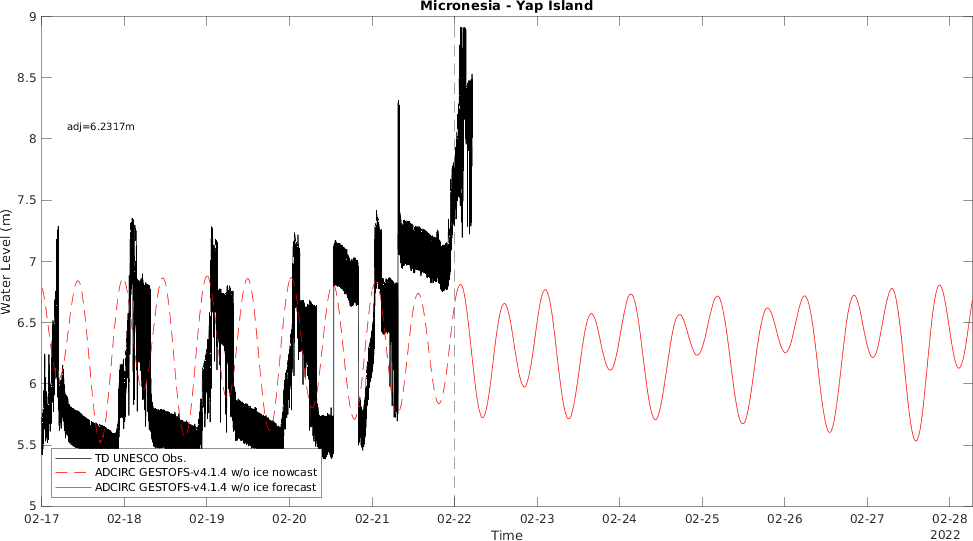 Micronesia - Yap Island
9
8.5
8
7.5
7
6.5
6
5.5
5
Water Level (m)
adj=6.2317m
TD UNESCO Obs.
ADCIRC GESTOFS-v4.1.4 w/o ice nowcast
ADCIRC GESTOFS-v4.1.4 w/o ice forecast
02-17 02-18 02-19 02-20 02-21 02-22 02-23 02-24 02-25 02-26 02-27 02-28
Time
2022